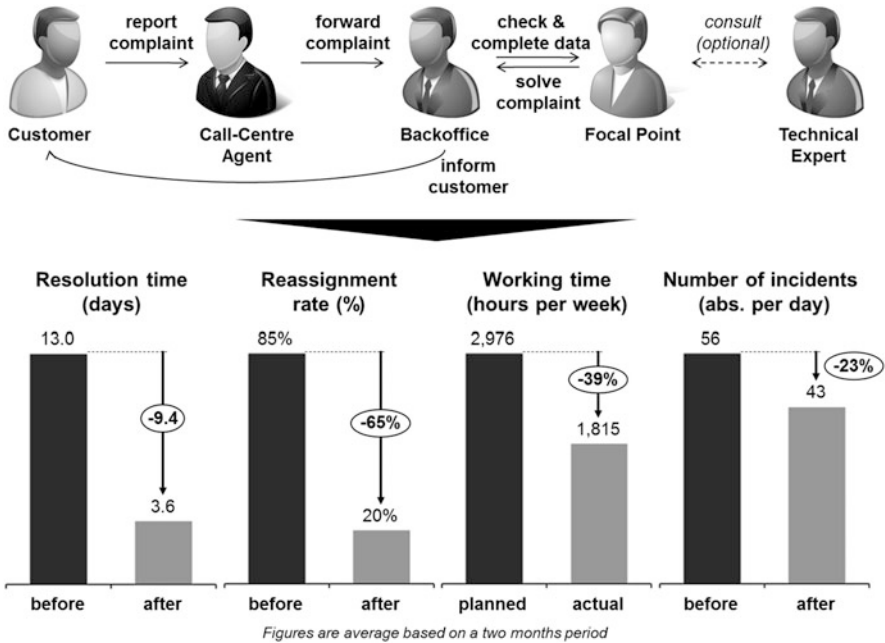 report
complaint
forward
complaint
check &
complete data
solve
complaint
consult
(optional)
Customer
Call-Centre
Agent
Backoffice
Focal Point
Technical
Expert
inform
customer
Resolution time
(days)
13.0
-9.4
3.6
before after
Reassignment
rate (%)
85%
-65%
20%
before after
Working time
(hours per week)
2,976
-39%
1,815
planned actual
Number of incidents
(abs. per day)
56
-23%
43
before after
Figures are average based on a two months period